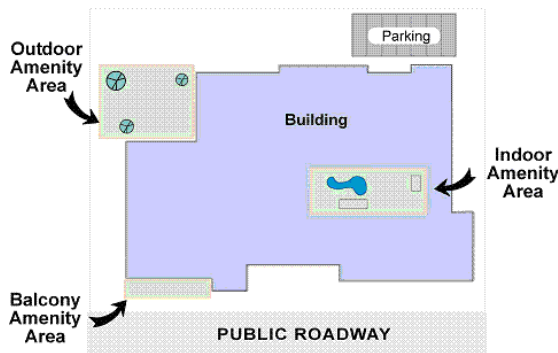 Parking
Outdoor
Amenity
Area
Building
Indoor
Amenity
Area
Balcony
Amenity
Area
PUBLIC ROADWAY